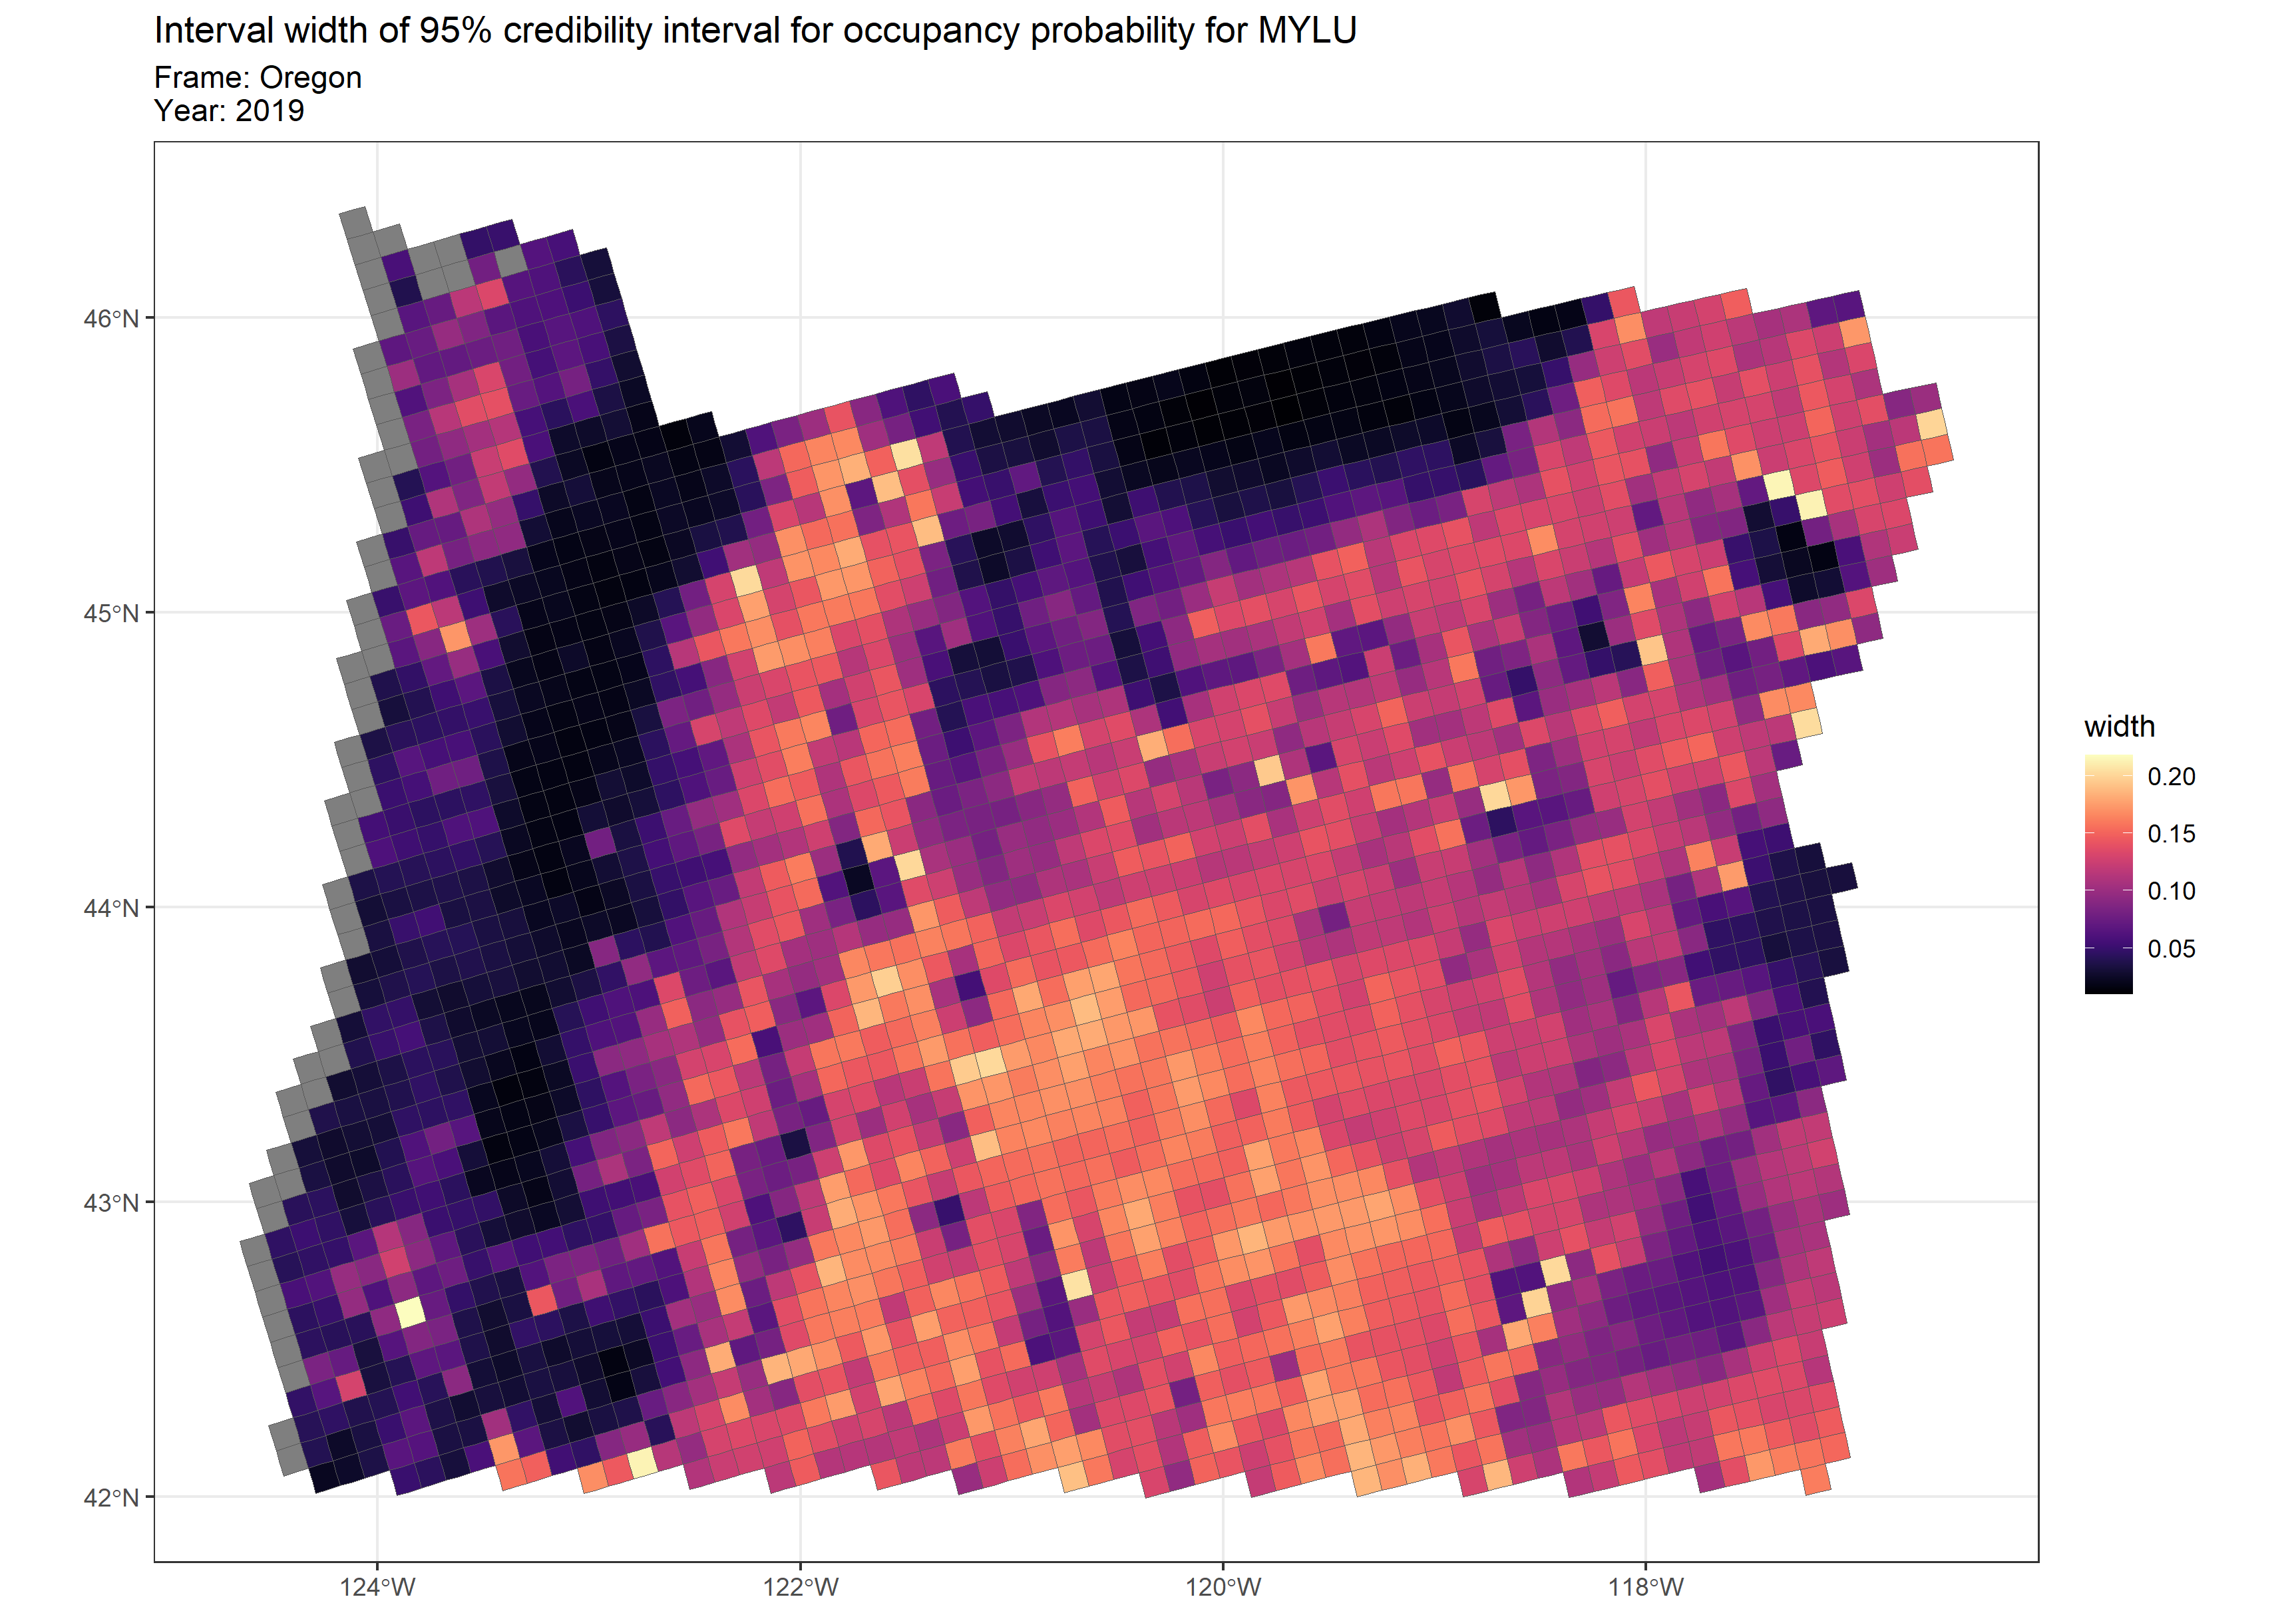 Interval width of 95% credibility interval for occupancy probability for MYLU
Frame: Oregon
Year: 2019
46°N
45°N
44°N
43°N
42°N
124°W
122°W
120°W
118°W
width
0.20
0.15
0.10
0.05